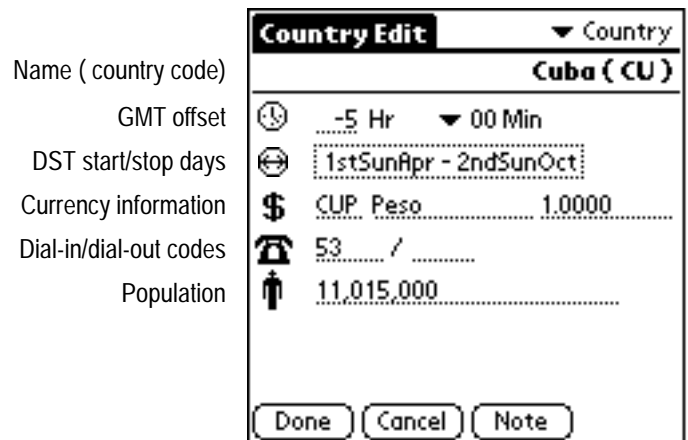 Country Edit ▼ Country
Name ( country code) Cuba ( CU )
GMT offset -5 Hr ▼ 00 Min
DST start/stop days 1stSunApr - 2ndSunOct
Currency information $ CUP Peso 1.0000
Dial-in/dial-out codes 53 /
Population 11,015,000
Done Cancel Note